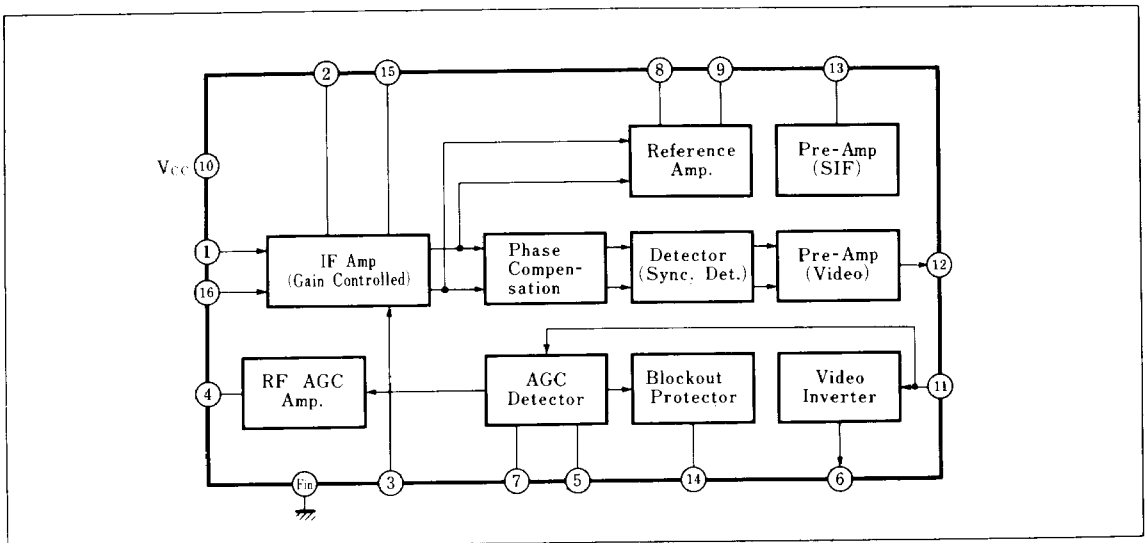 2
15
8
9
13
Vcc
10
Reference
Amp.
Pre-Amp
(SIF)
1
16
IF Amp
(Gain Controlled)
Phase
Compen-
sation
Detector
(Sync. Det.)
Pre-Amp
(Video)
12
4
RF AGC
Amp.
AGC
Detector
Blockout
Protector
Video
Inverter
11
Fin
3
7
5
14
6